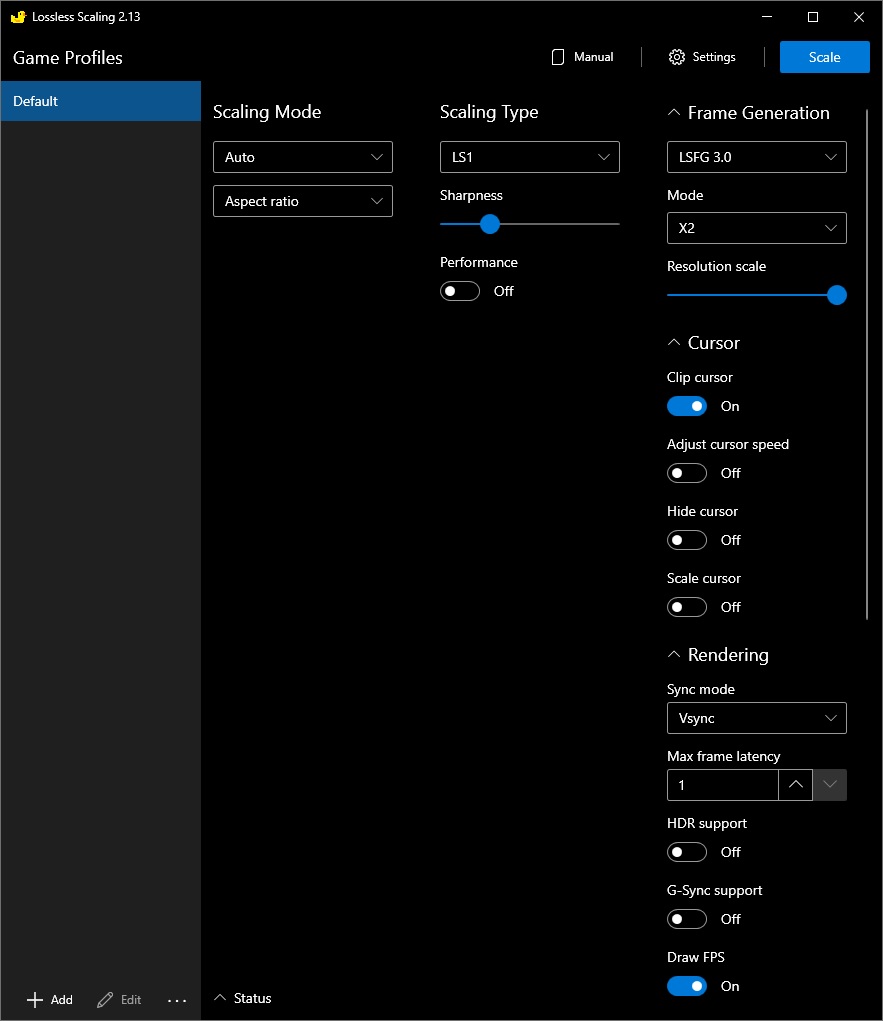 Lossless Scaling 2.13
Game Profiles
Manual
Settings
Scale
Default
Scaling Mode
Auto
Aspect ratio
Scaling Type
LS1
Sharpness
Performance
Off
Frame Generation
LSFG 3.0
Mode
X2
Resolution scale
Cursor
Clip cursor
On
Adjust cursor speed
Off
Hide cursor
Off
Scale cursor
Off
Rendering
Sync mode
Vsync
Max frame latency
1
HDR support
Off
G-Sync support
Off
Draw FPS
On
Add
Edit
...
Status